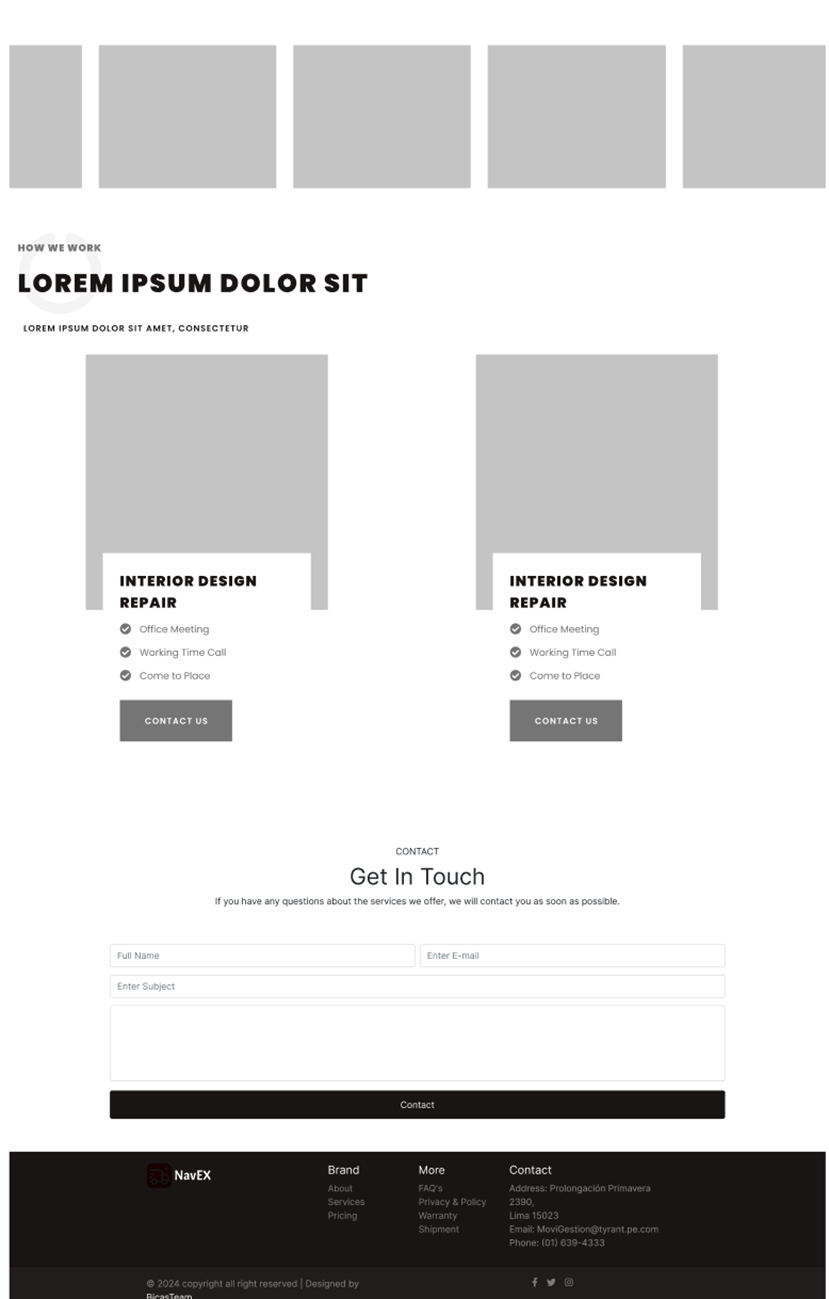 HOW WE WORK
LOREM IPSUM DOLOR SIT
LOREM IPSUM DOLOR SIT AMET, CONSECTETUR
INTERIOR DESIGN
REPAIR
Office Meeting
Working Time Call
Come to Place
CONTACT US
INTERIOR DESIGN
REPAIR
Office Meeting
Working Time Call
Come to Place
CONTACT US
CONTACT
Get In Touch
If you have any questions about the services we offer, we will contact you as soon as possible.
Full Name
Enter E-mail
Enter Subject
Contact
NavEX
Brand
About
Services
Pricing
More
FAQ's
Privacy & Policy
Warranty
Shipment
Contact
Address: Prolongación Primavera
2390,
Lima 15023
Email: MoviGestion@tyrant.pe.com
Phone: (01) 639-4333
© 2024 copyright all right reserved | Designed by
BicasTeam